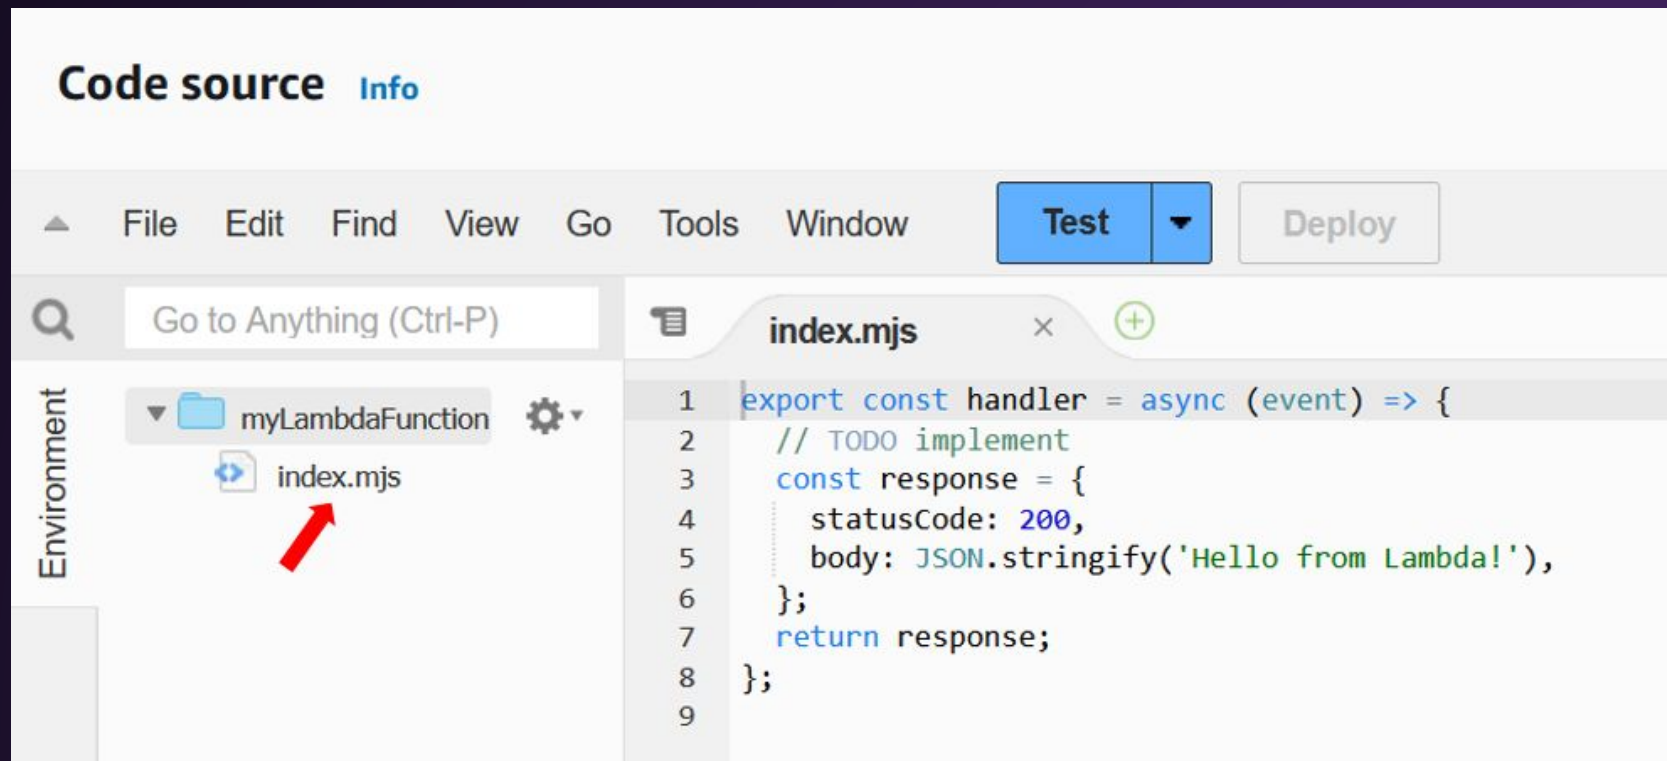 Code source Info
File Edit Find View Go Tools Window Test Deploy
Go to Anything (Ctrl-P)
index.mjs
Environment
myLambdaFunction
index.mjs
1 export const handler = async (event) => {
2 // TODO implement
3 const response = {
4 statusCode: 200,
5 body: JSON.stringify('Hello from Lambda!'),
6 };
7 return response;
8 };
9